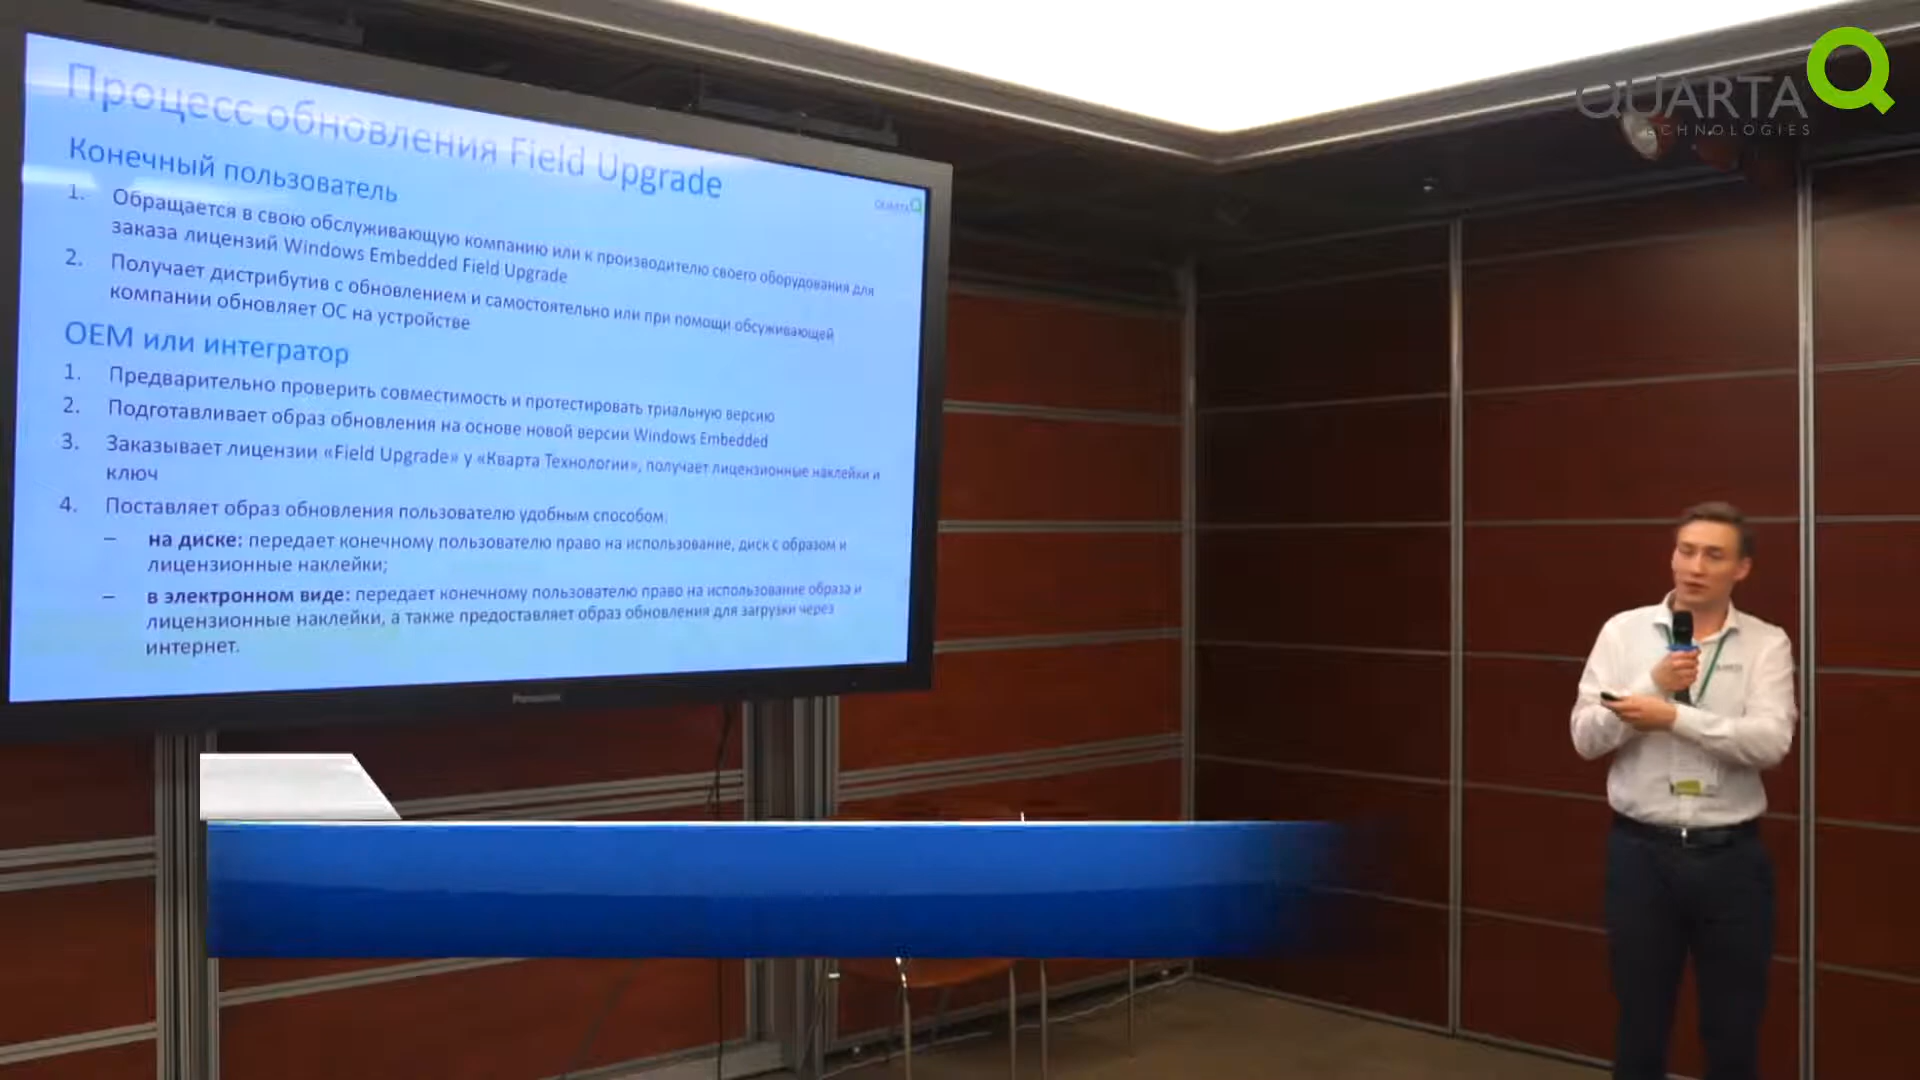 QUARTA
TECHNOLOGIES
Процесс обновления Field Upgrade
QUARTA
Конечный пользователь
1. Обращается в свою обслуживающую компанию или к производителю своего оборудования для
заказа лицензий Windows Embedded Field Upgrade
2. Получает дистрибутив с обновлением и самостоятельно или при помощи обсуживающей
компании обновляет ОС на устройстве
OEM или интегратор
1. Предварительно проверить совместимость и протестировать триальную версию
2. Подготавливает образ обновления на основе новой версии Windows Embedded
3. Заказывает лицензии «Field Upgrade» у «Кварта Технологии», получает лицензионные наклейки и
ключ
4. Поставляет образ обновления пользователю удобным способом:
– на диске: передает конечному пользователю право на использование, диск с образом и
лицензионные наклейки;
– в электронном виде: передает конечному пользователю право на использование образа и
лицензионные наклейки, а также предоставляет образ обновления для загрузки через
интернет.
Panasonic